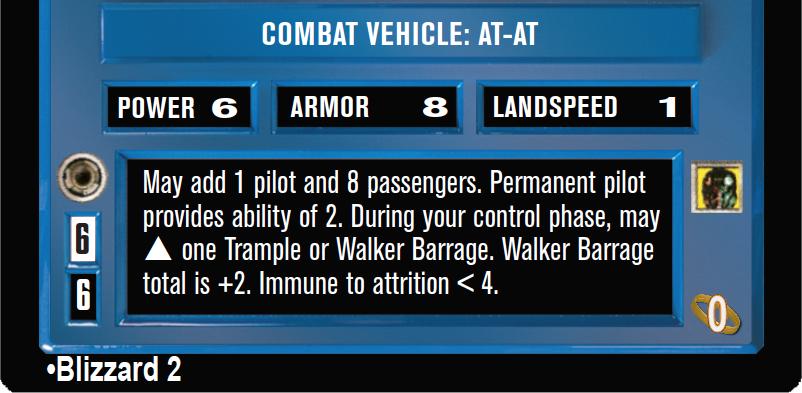 COMBAT VEHICLE: AT-AT
POWER 6 ARMOR 8 LANDSPEED 1
May add 1 pilot and 8 passengers. Permanent pilot
provides ability of 2. During your control phase, may
▲ one Trample or Walker Barrage. Walker Barrage
total is +2. Immune to attrition < 4.
6
6
0
•Blizzard 2